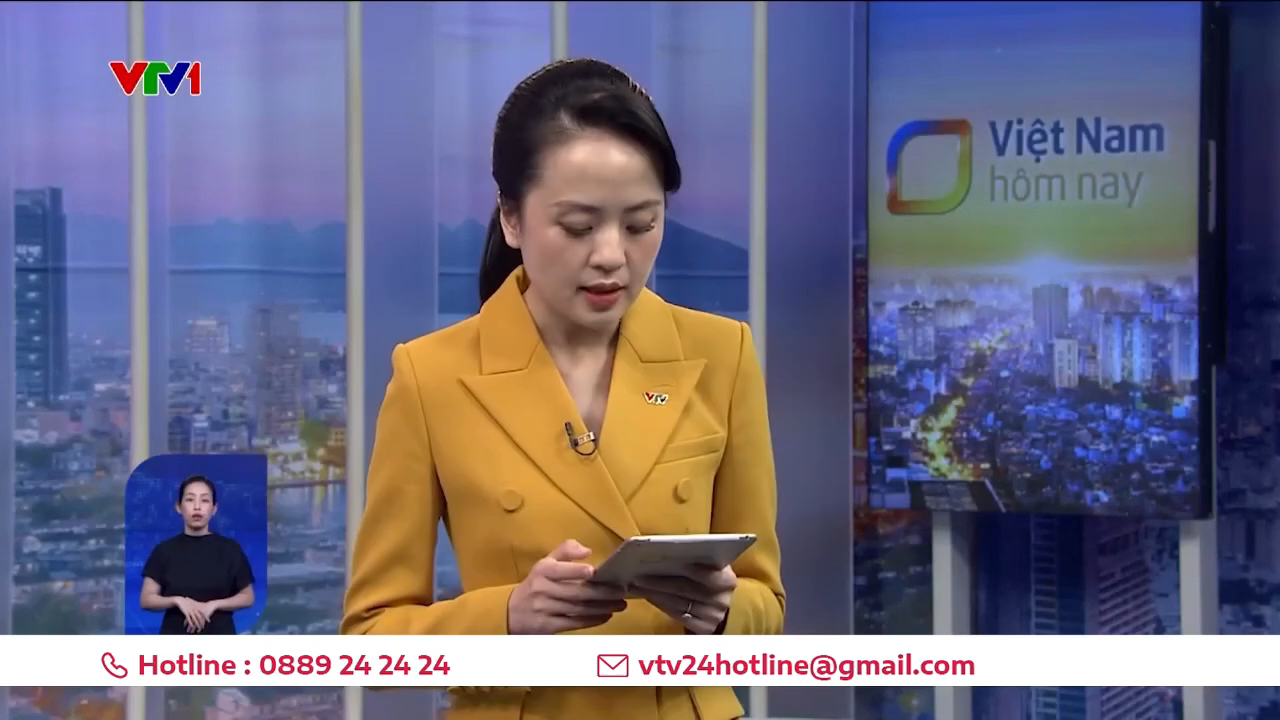 VTV1
Việt Nam
hôm nay
VTV
Hotline : 0889 24 24 24
vtv24hotline@gmail.com